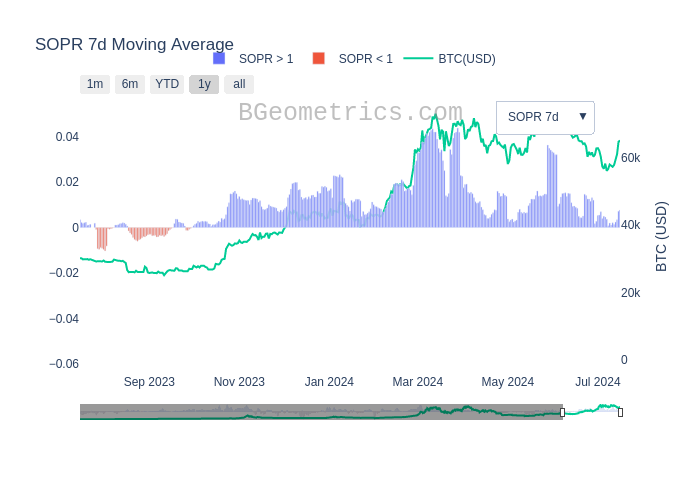 SOPR 7d Moving Average
SOPR > 1
SOPR < 1
BTC(USD)
1m
6m
YTD
1y
all
BGeometrics.com
SOPR 7d
▼
0.04
0.02
0
−0.02
−0.04
−0.06
60k
40k
20k
0
BTC (USD)
Sep 2023
Nov 2023
Jan 2024
Mar 2024
May 2024
Jul 2024